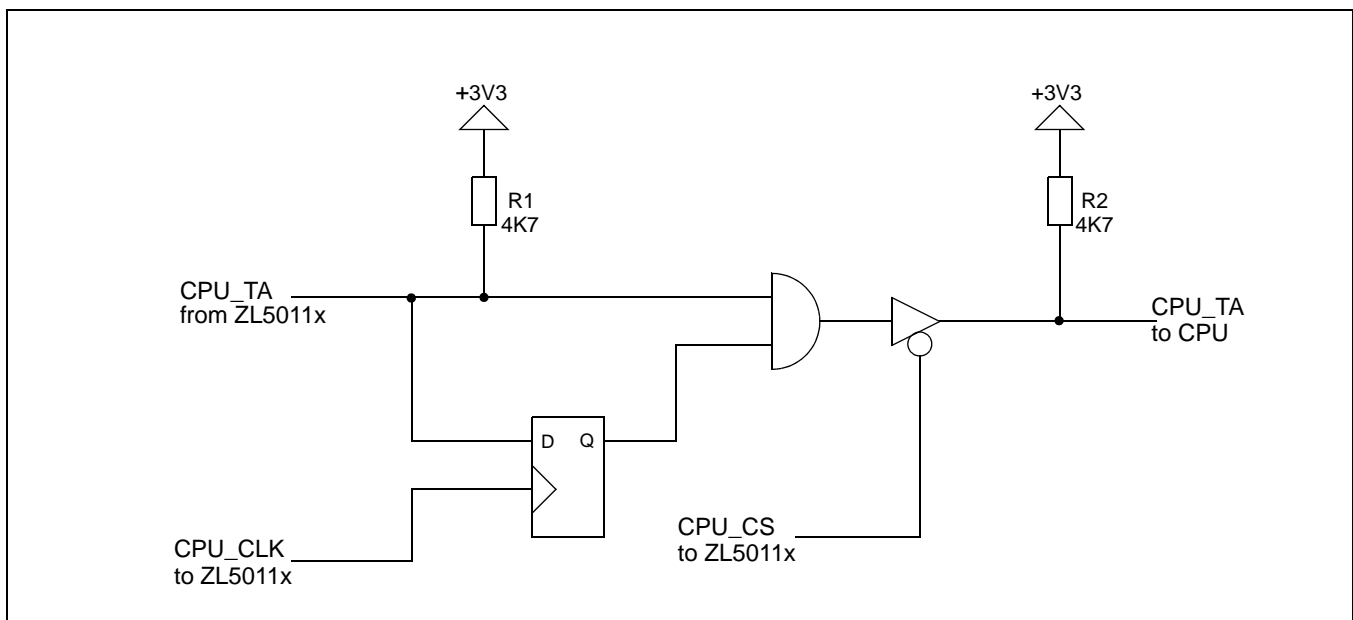 +3V3
+3V3
R1
4K7
R2
4K7
CPU_TA
from ZL5011x
CPU_TA
to CPU
D Q
CPU_CS
to ZL5011x
CPU_CLK
to ZL5011x